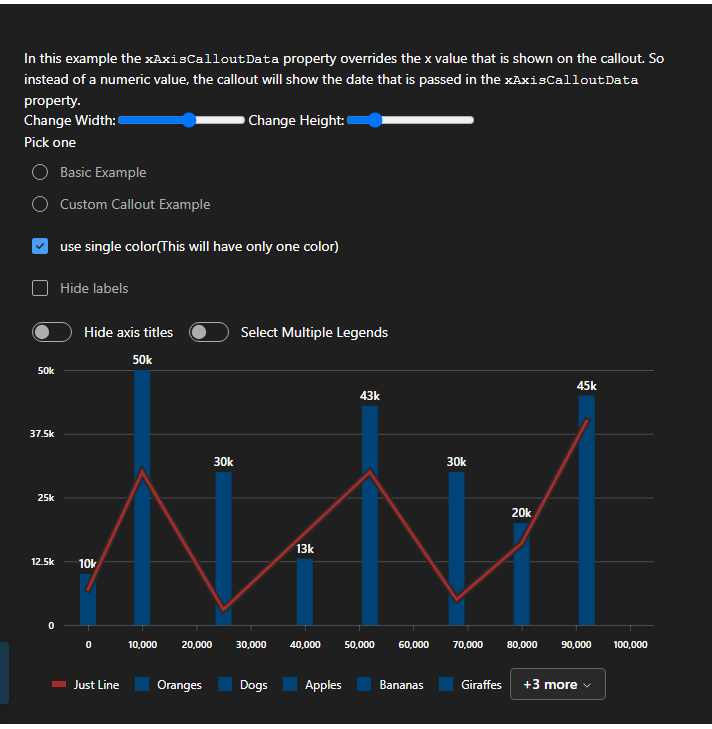 In this example the xAxisCalloutData property overrides the x value that is shown on the callout. So
instead of a numeric value, the callout will show the date that is passed in the xAxisCalloutData
property.
Change Width: Change Height:
Pick one
Basic Example
Custom Callout Example
use single color(This will have only one color)
Hide labels
Hide axis titles Select Multiple Legends
50k
50k
43k
45k
37.5k
30k
30k
25k
20k
13k
12.5k
10k
0
0 10,000 20,000 30,000 40,000 50,000 60,000 70,000 80,000 90,000 100,000
Just Line Oranges Dogs Apples Bananas Giraffes +3 more